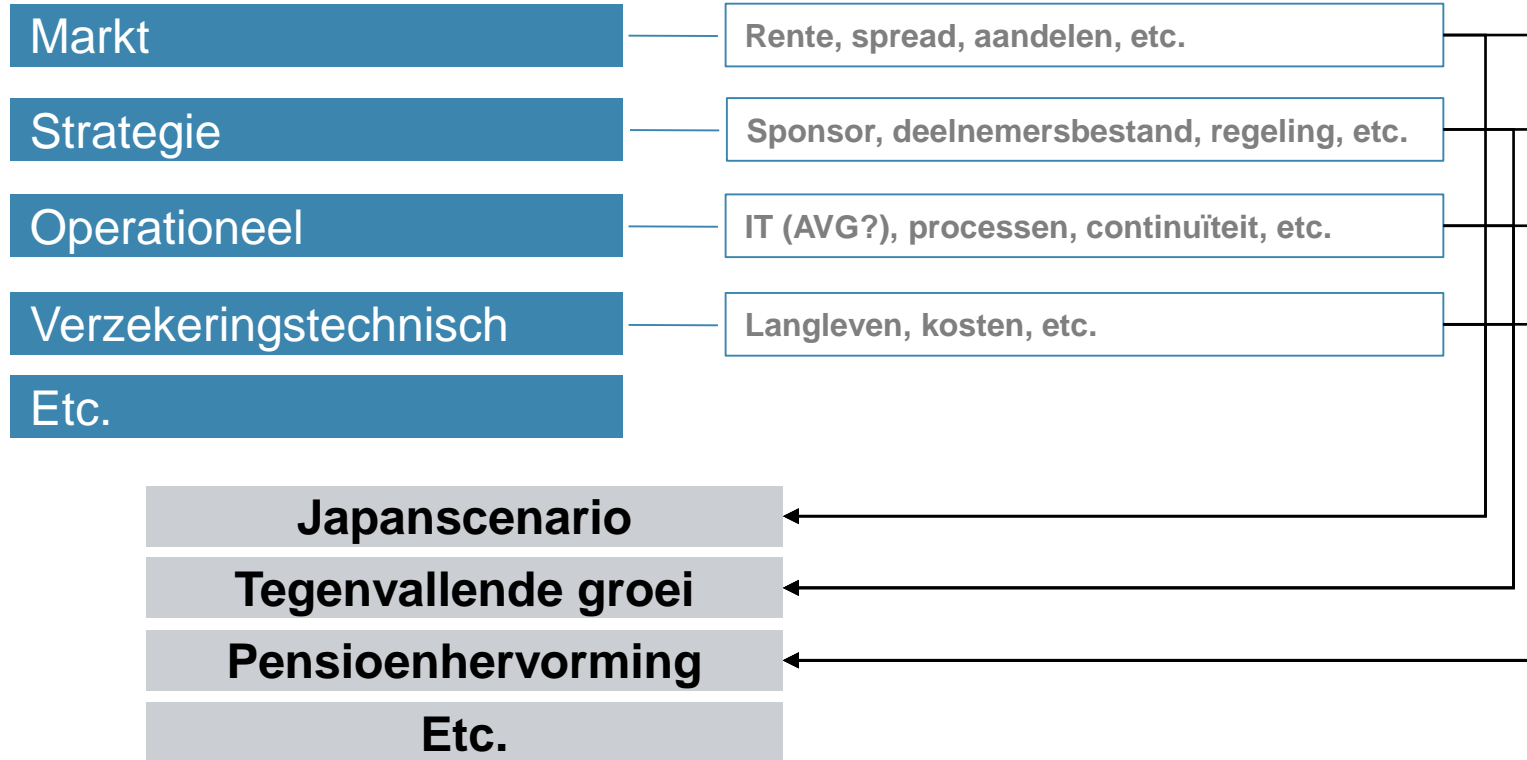 Markt
Rente, spread, aandelen, etc.
Strategie
Sponsor, deelnemersbestand, regeling, etc.
Operationeel
IT (AVG?), processen, continuïteit, etc.
Verzekeringstechnisch
Langleven, kosten, etc.
Etc.
Japanscenario
Tegenvallende groei
Pensioenhervorming
Etc.